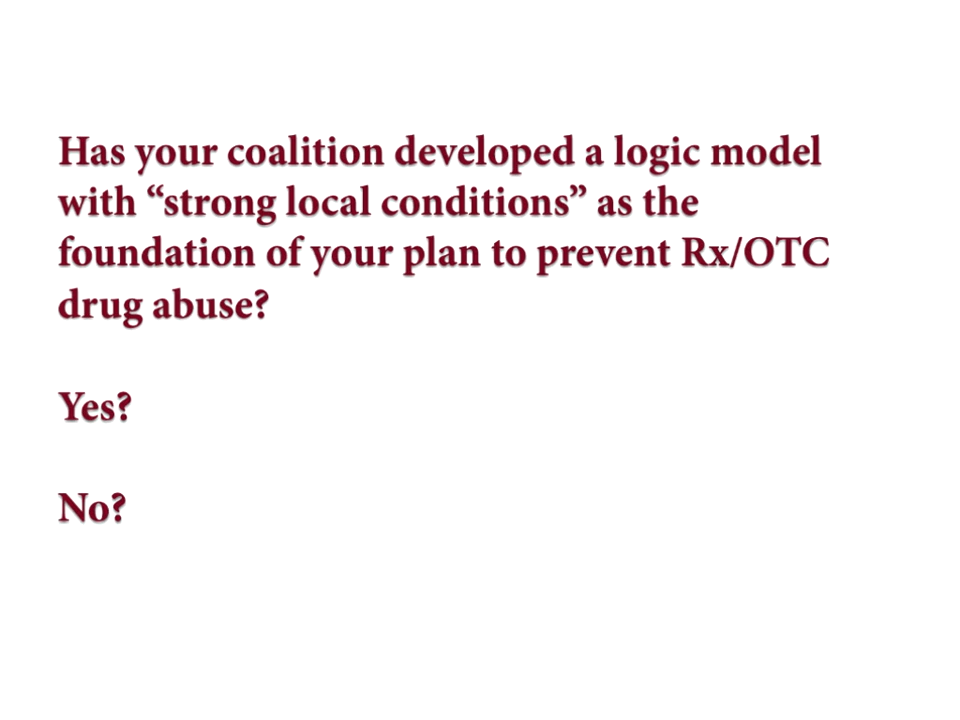 Has your coalition developed a logic model
with “strong local conditions” as the
foundation of your plan to prevent Rx/OTC
drug abuse?
Yes?
No?